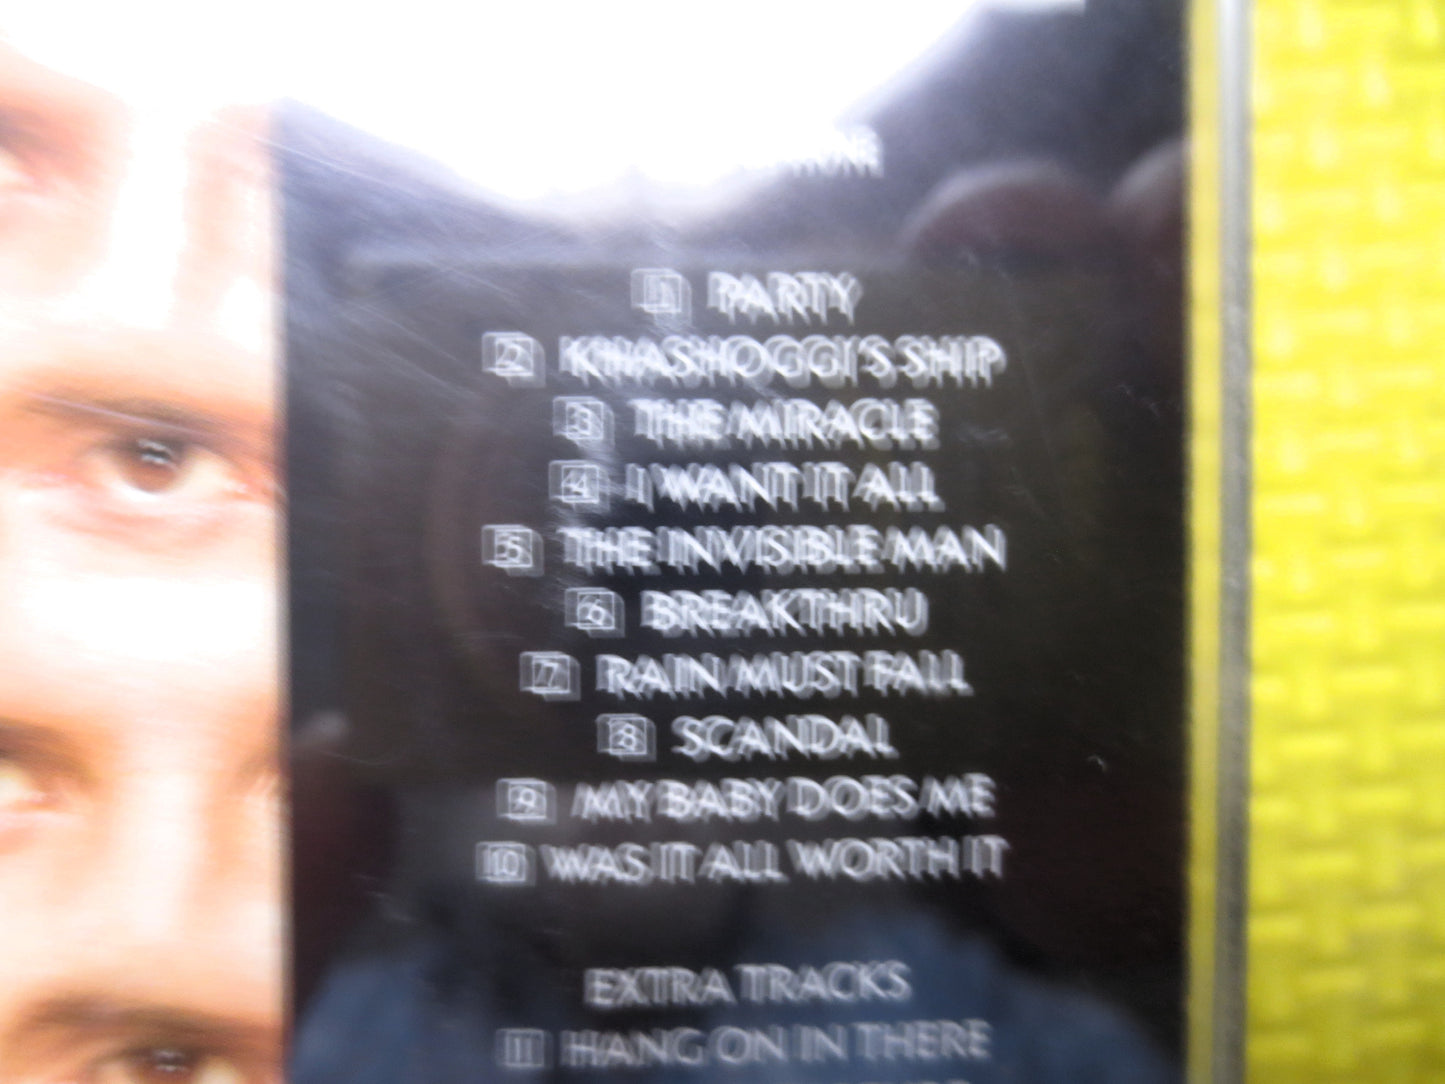 1 PARTY
2 KHASHOGGI'S SHIP
3 THE MIRACLE
4 I WANT IT ALL
5 THE INVISIBLE MAN
6 BREAKTHRU
7 RAIN MUST FALL
8 SCANDAL
9 MY BABY DOES ME
10 WAS IT ALL WORTH IT
EXTRA TRACKS
11 HANG ON IN THERE